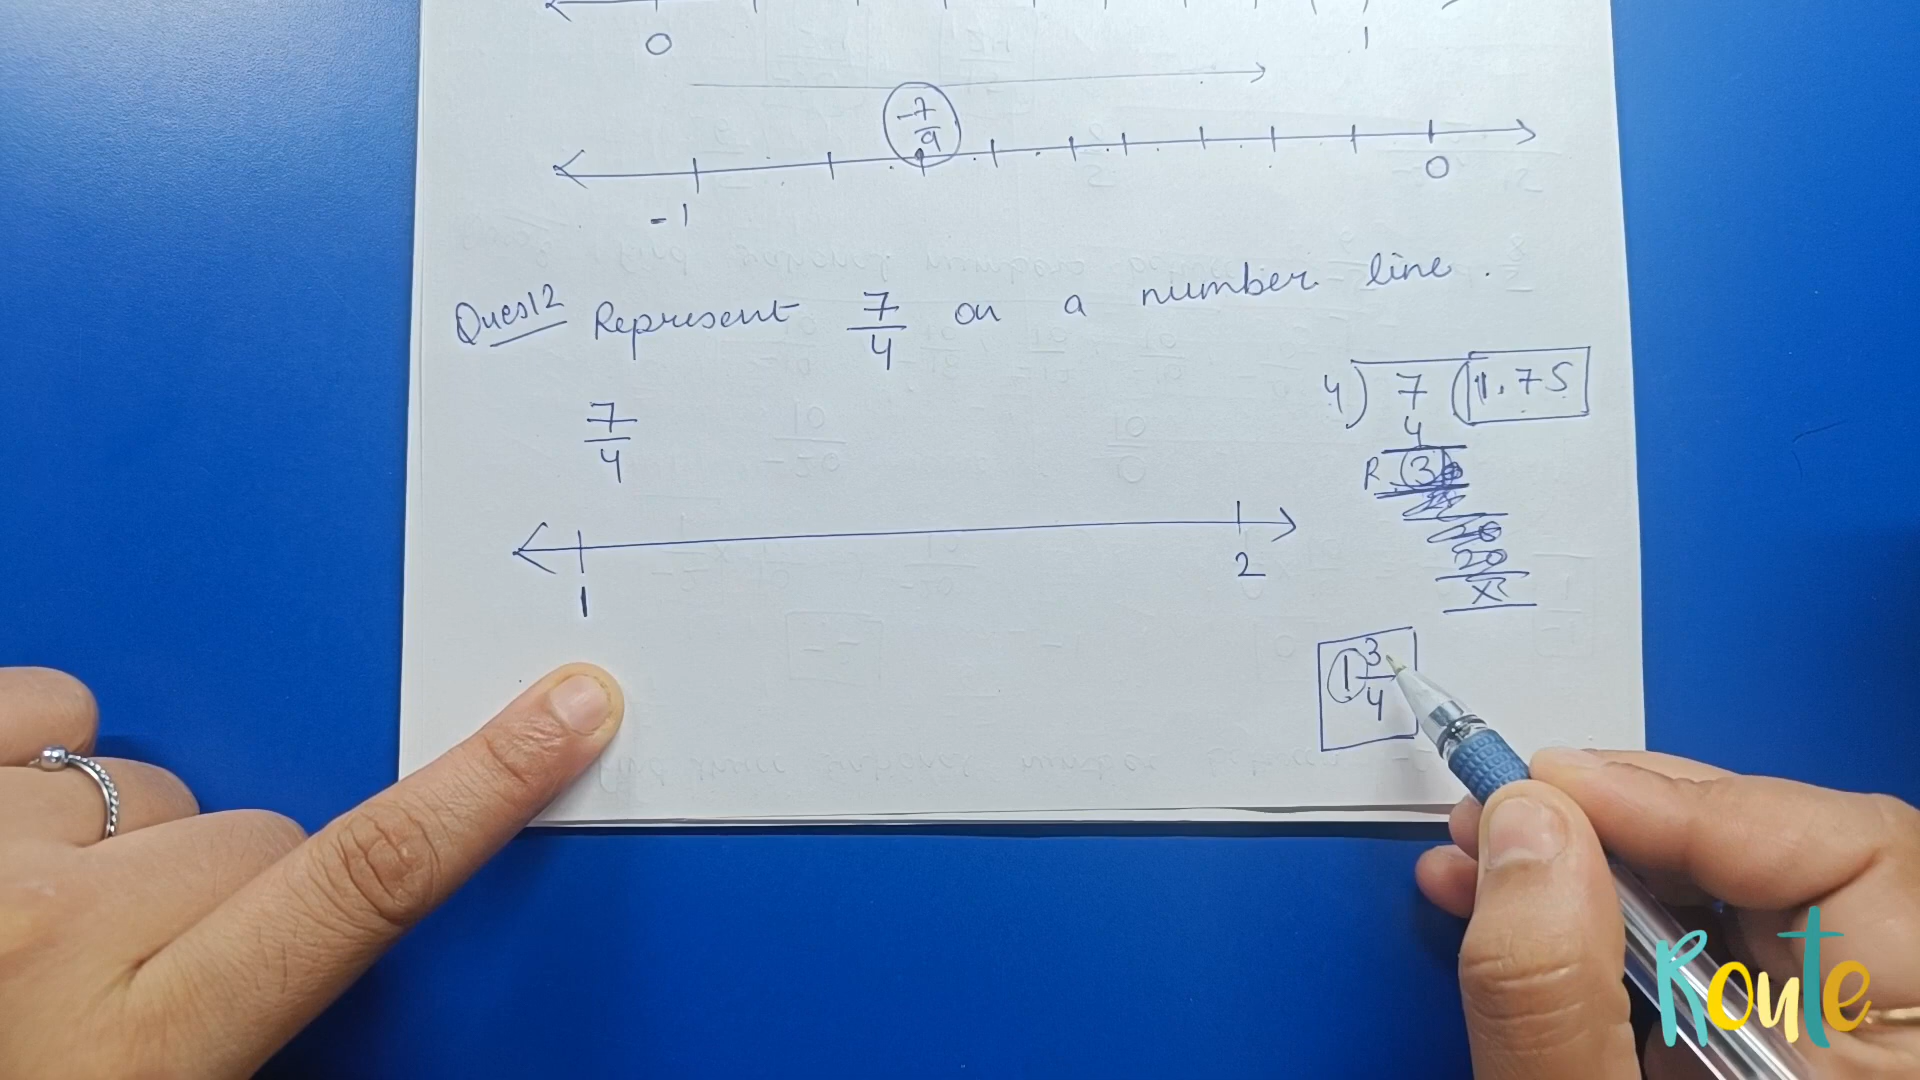 0 1
-7/9
-1 0
Ques12 Represent 7/4 on a number line.
7/4
4) 7 (1.75
4
R 3
20
x
1 2
1 3/4
Route